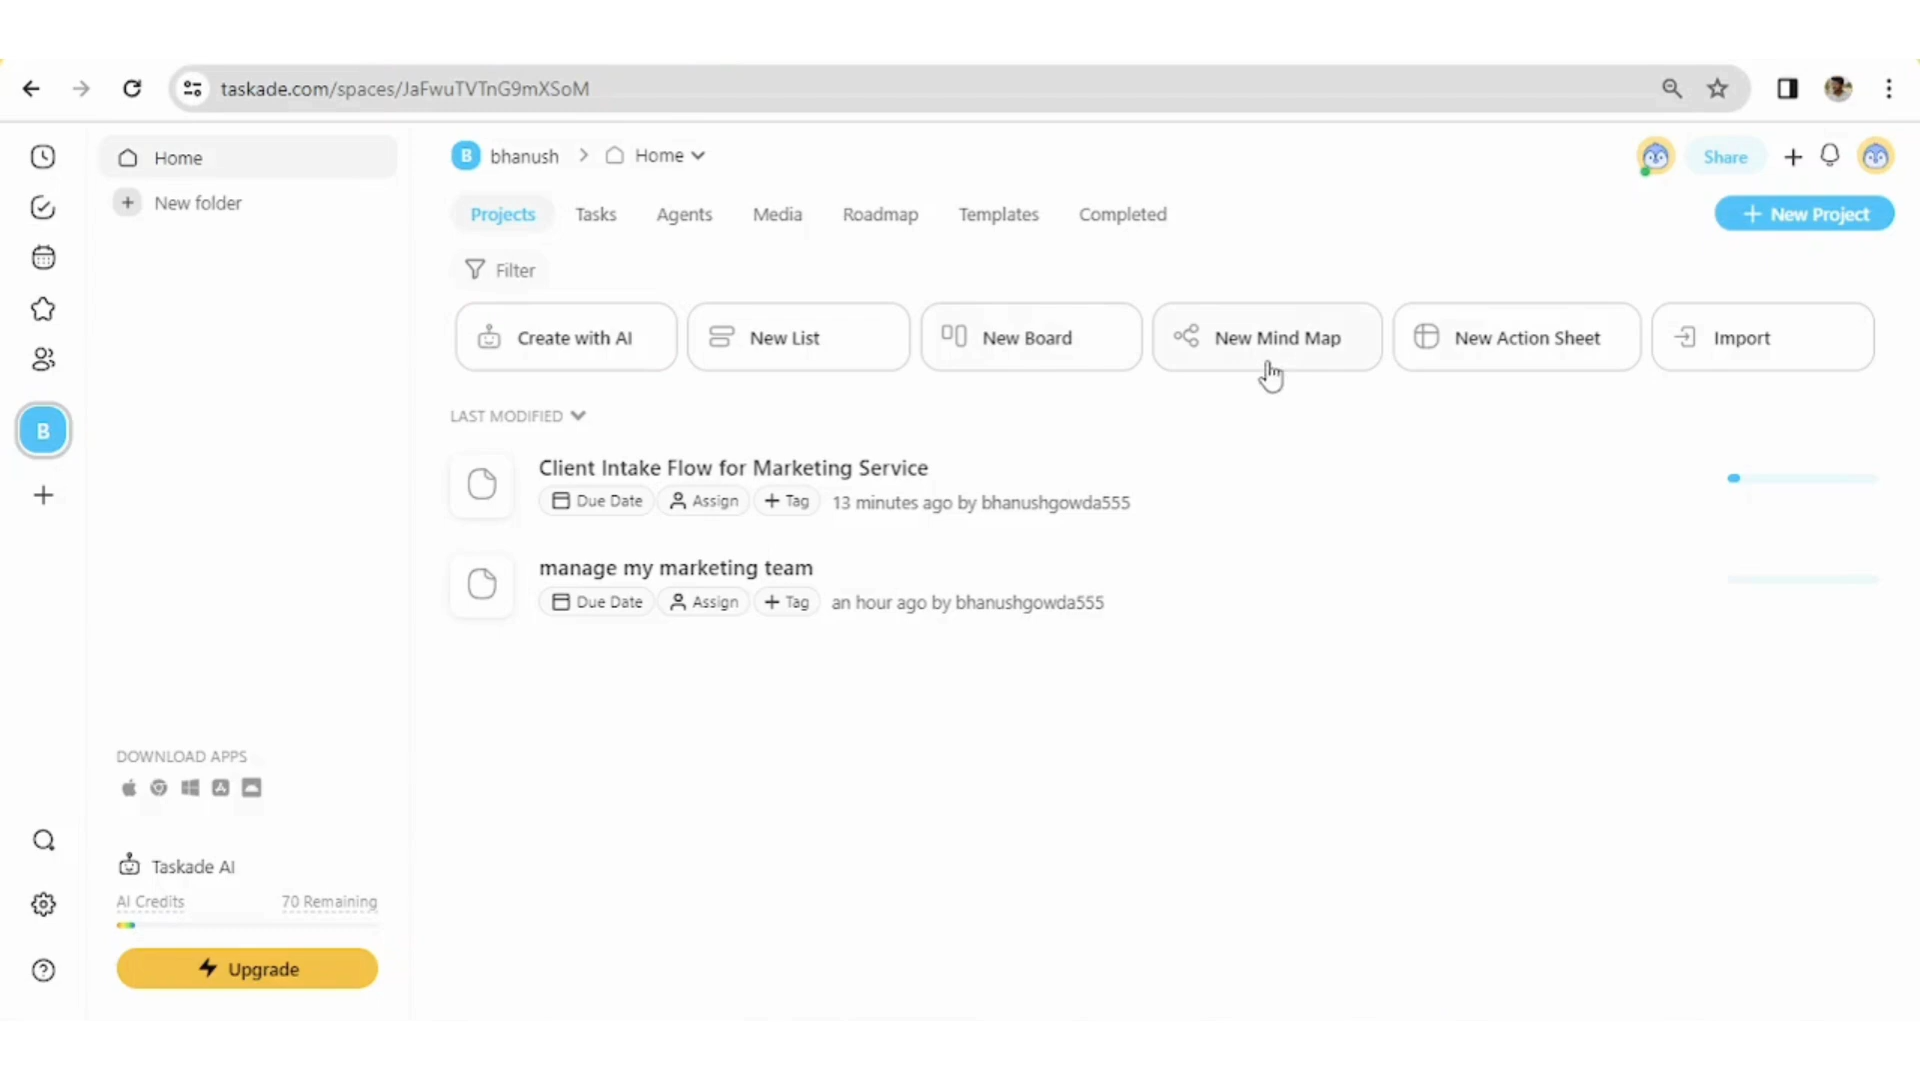 taskade.com/spaces/JaFwuTVTnG9mXSoM
Home
New folder
B bhanush > Home
Share
Projects Tasks Agents Media Roadmap Templates Completed
+ New Project
Filter
Create with AI
New List
New Board
New Mind Map
New Action Sheet
Import
LAST MODIFIED
B
Client Intake Flow for Marketing Service
Due Date Assign + Tag 13 minutes ago by bhanushgowda555
manage my marketing team
Due Date Assign + Tag an hour ago by bhanushgowda555
DOWNLOAD APPS
Taskade AI
AI Credits 70 Remaining
Upgrade